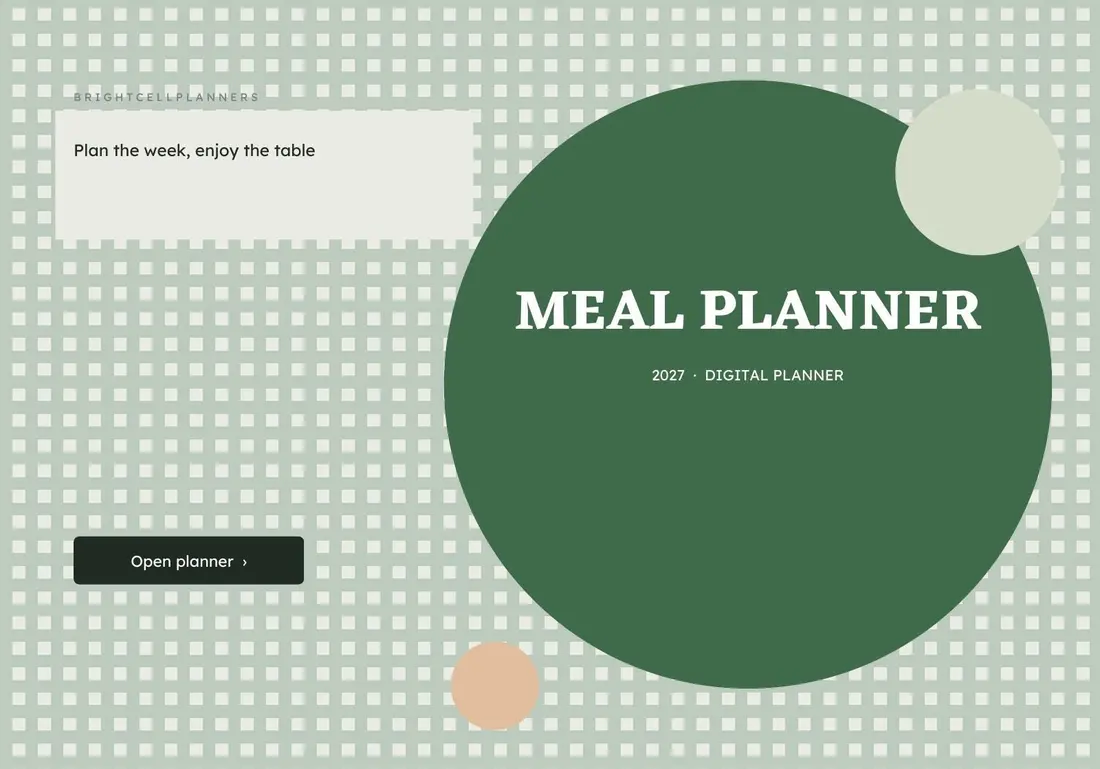 BRIGHTCELLPLANNERS
Plan the week, enjoy the table
MEAL PLANNER
2027 · DIGITAL PLANNER
Open planner ›